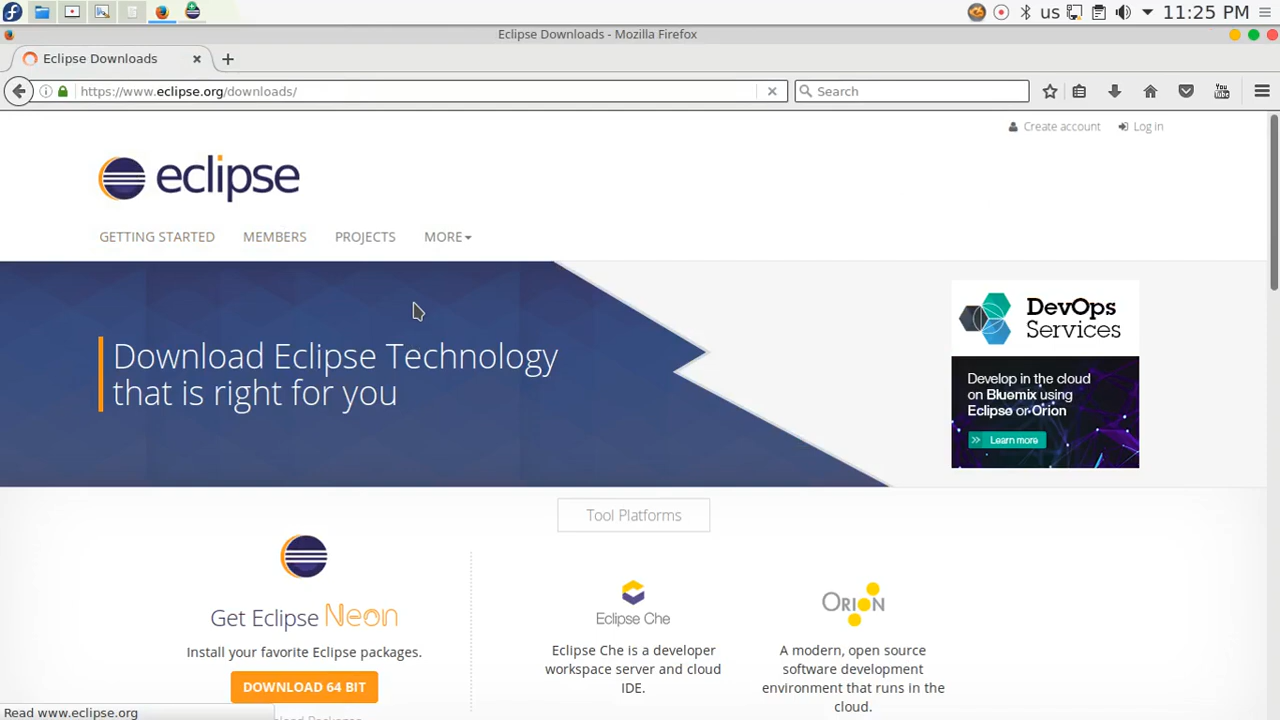 us
11:25 PM
Eclipse Downloads - Mozilla Firefox
Eclipse Downloads
https://www.eclipse.org/downloads/
Search
You Tube
Create account
Log in
eclipse
GETTING STARTED
MEMBERS
PROJECTS
MORE
Download Eclipse Technology
that is right for you
DevOps
Services
Develop in the cloud
on Bluemix using
Eclipse or Orion
Learn more
Tool Platforms
Get Eclipse Neon
Install your favorite Eclipse packages.
DOWNLOAD 64 BIT
Eclipse Che
Eclipse Che is a developer
workspace server and cloud
IDE.
ORION
A modern, open source
software development
environment that runs in the
cloud.
Read www.eclipse.org